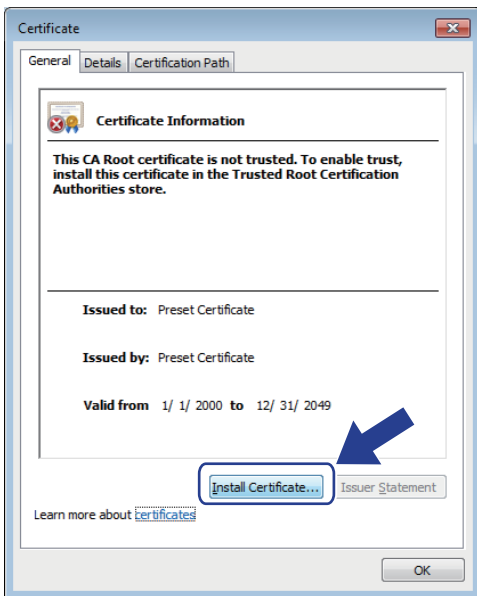 Certificate
General Details Certification Path
Certificate Information
This CA Root certificate is not trusted. To enable trust,
install this certificate in the Trusted Root Certification
Authorities store.
Issued to: Preset Certificate
Issued by: Preset Certificate
Valid from 1/ 1/ 2000 to 12/ 31/ 2049
Install Certificate... Issuer Statement
Learn more about certificates
OK